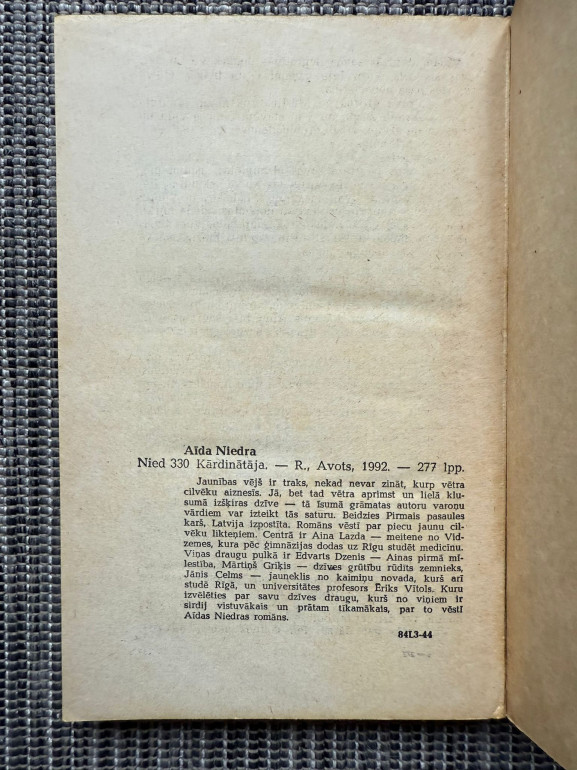 Aīda Niedra
Nied 330 Kārdinātāja. — R., Avots, 1992. — 277 lpp.
Jaunības vējš ir traks, nekad nevar zināt, kurp vētra
cilvēku aiznesīs. Jā, bet tad vētra aprimst un lielā klu-
sumā izšķiras dzīve — tā īsumā grāmatas autoru varoņu
vārdiem var izteikt tās saturu. Beidzies Pirmais pasaules
karš, Latvija izpostīta. Romāns vēstī par piecu jaunu cil-
vēku likteņiem. Centrā ir Aina Lazda — meitene no Vid-
zemes, kura pēc ģimnāzijas dodas uz Rīgu studēt medicīnu.
Viņas draugu pulkā ir Edvarts Dzenis — Ainas pirmā mī-
lestība, Mārtiņš Griķis — dzīves grūtību rūdīts zemnieks,
Jānis Celms — jauneklis no kaimiņu novada, kurš arī
studē Rīgā, un universitātes profesors Ēriks Vītols. Kuru
izvēlēties par savu dzīves draugu, kurš no viņiem ir
sirdij vistuvākais un prātam tīkamākais, par to vēstī
Aīdas Niedras romāns.
84L3-44